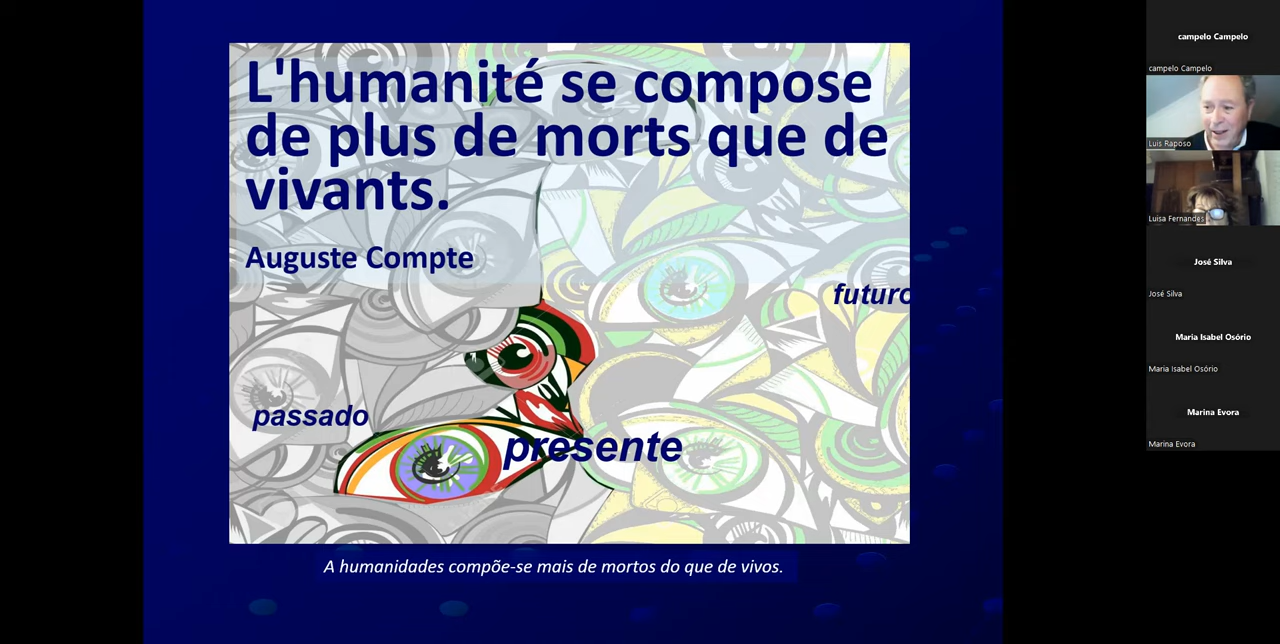 L'humanité se compose
de plus de morts que de
vivants.
Auguste Compte
futuro
passado
presente
A humanidades compõe-se mais de mortos do que de vivos.
campelo Campelo
campelo Campelo
Luis Raposo
Luisa Fernandes
José Silva
José Silva
Maria Isabel Osório
Maria Isabel Osório
Marina Evora
Marina Evora